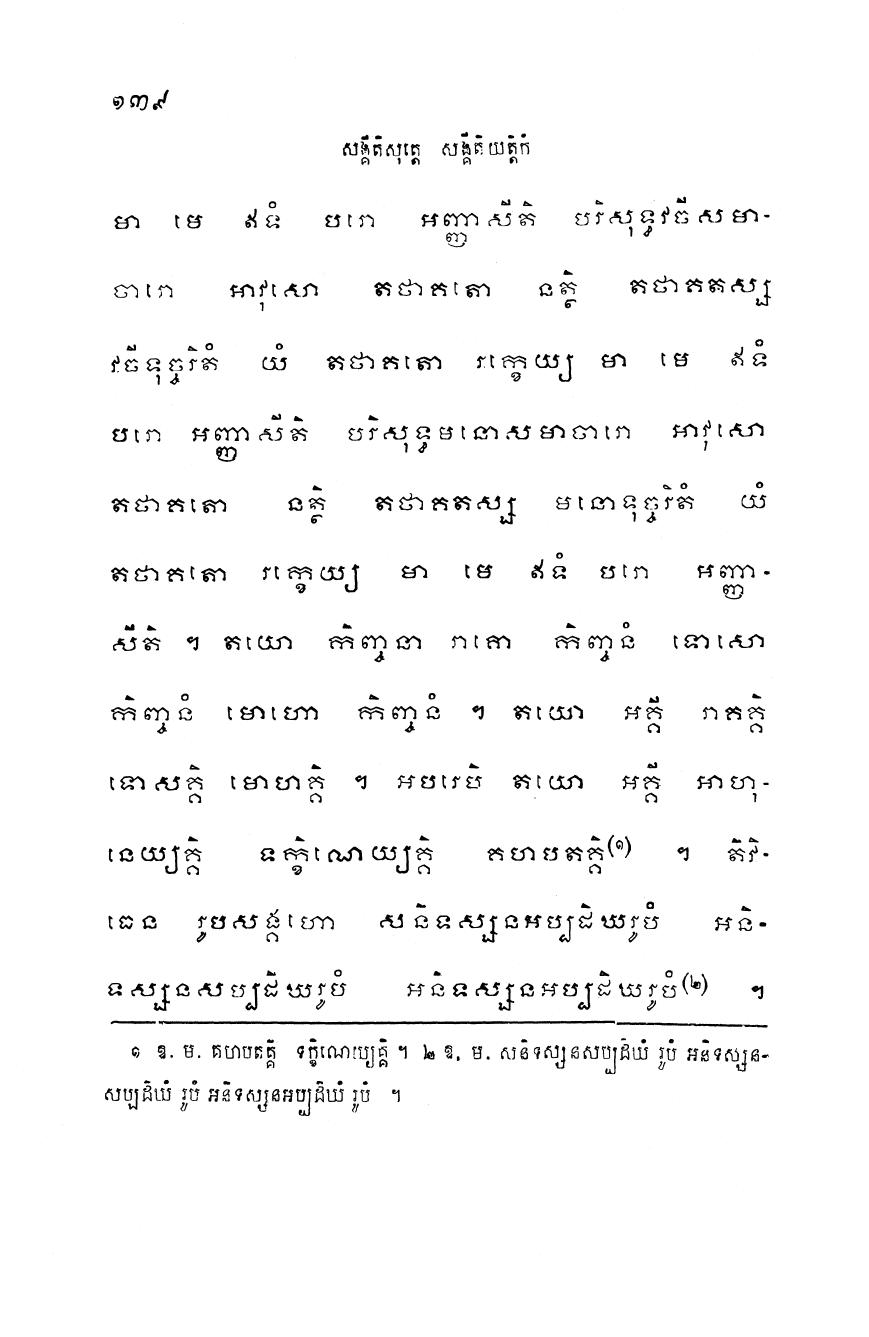 ១៣៩
សង្គីតិសុត្តេ សង្គីតិយត្តិកំ
មា មេ ឥទំ បរោ អញ្ញាសីតិ បរិសុទ្ធវចីសមា-
ចារោ អាវុសោ តថាគតោ នត្ថិ តថាគតស្ស
វចីទុច្ចរិតំ យំ តថាគតោ រក្ខេយ្យ មា មេ ឥទំ
បរោ អញ្ញាសីតិ បរិសុទ្ធមនោសមាចារោ អាវុសោ
តថាគតោ នត្ថិ តថាគតស្ស មនោទុច្ចរិតំ យំ
តថាគតោ រក្ខេយ្យ មា មេ ឥទំ បរោ អញ្ញា-
សីតិ ។ តយោ កិញ្ចនា រាគោ កិញ្ចនំ ទោសោ
កិញ្ចនំ មោហោ កិញ្ចនំ ។ តយោ អគ្គី រាគគ្គិ
ទោសគ្គិ មោហគ្គិ ។ អបរេបិ តយោ អគ្គី អាហុ-
នេយ្យគ្គិ ទក្ខិណេយ្យគ្គិ គហបតគ្គិ(១) ។ តិវិ-
ធេន រូបសង្គហោ សនិទស្សនអប្បដិឃរូបំ អនិ-
ទស្សនសប្បដិឃរូបំ អនិទស្សនអប្បដិឃរូបំ(២) ។
១ ឱ. ម. គហបតគ្គី ទក្ខិណេយ្យគ្គិ ។ ២ ឱ. ម. សនិទស្សនសប្បដិឃំ រូបំ អនិទស្សន-
សប្បដិឃំ រូបំ អនិទស្សនអប្បដិឃំ រូបំ ។